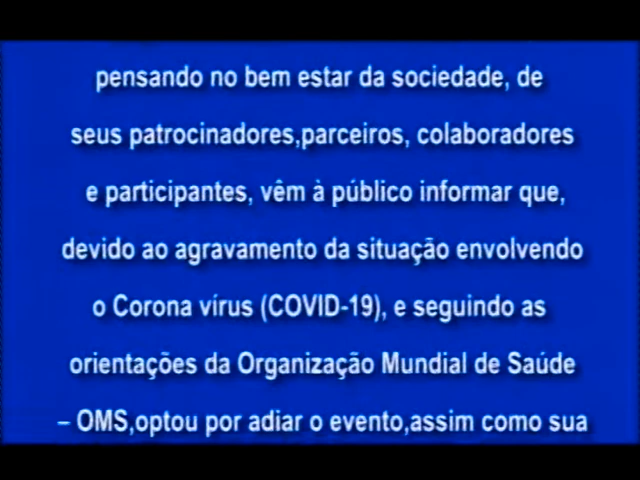 pensando no bem estar da sociedade, de
seus patrocinadores,parceiros, colaboradores
e participantes, vêm à público informar que,
devido ao agravamento da situação envolvendo
o Corona vírus (COVID-19), e seguindo as
orientações da Organização Mundial de Saúde
– OMS,optou por adiar o evento,assim como sua